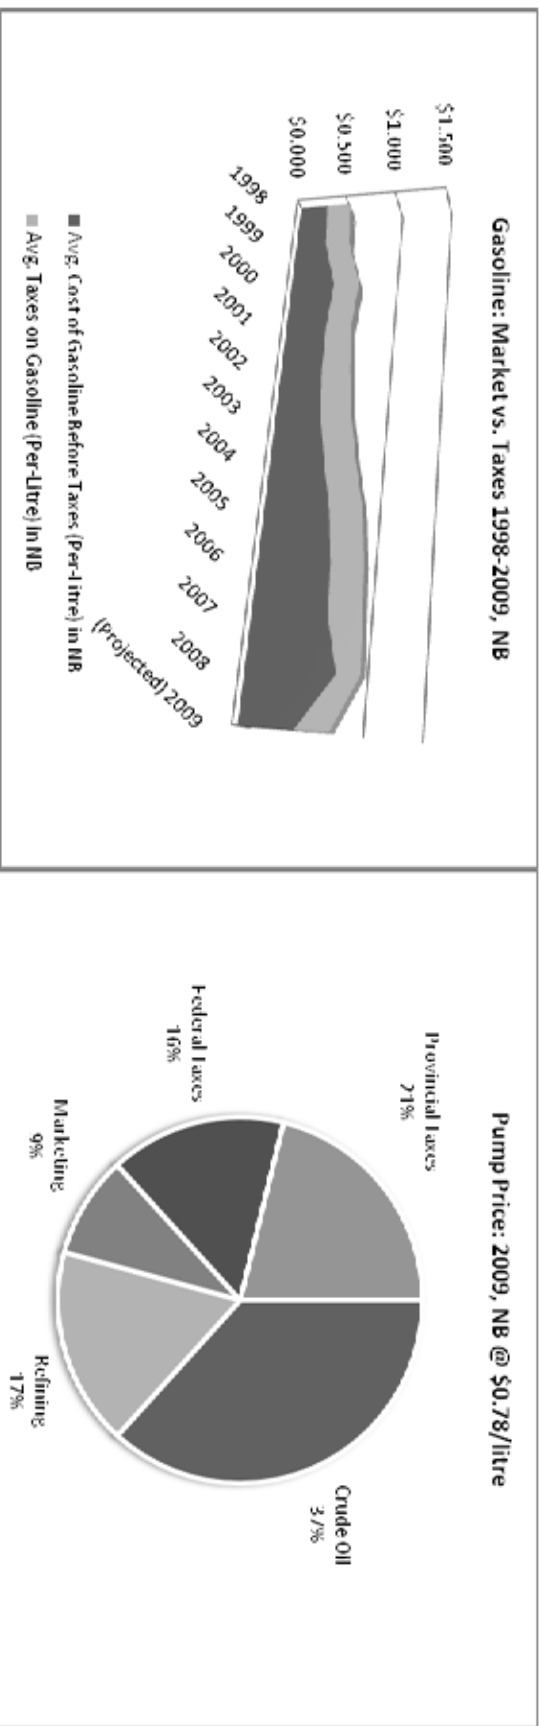 Gasoline: Market vs. Taxes 1998-2009, NB
$1.500
$1.000
$0.500
$0.000
1998
1999
2000
2001
2002
2003
2004
2005
2006
2007
2008
(Projected) 2009
Avg. Cost of Gasoline Before Taxes (Per-Litre) in NB
Avg. Taxes on Gasoline (Per-Litre) in NB
Pump Price: 2009, NB @ $0.78/litre
Provincial Taxes
21%
Crude Oil
37%
Federal Taxes
16%
Marketing
9%
Refining
17%